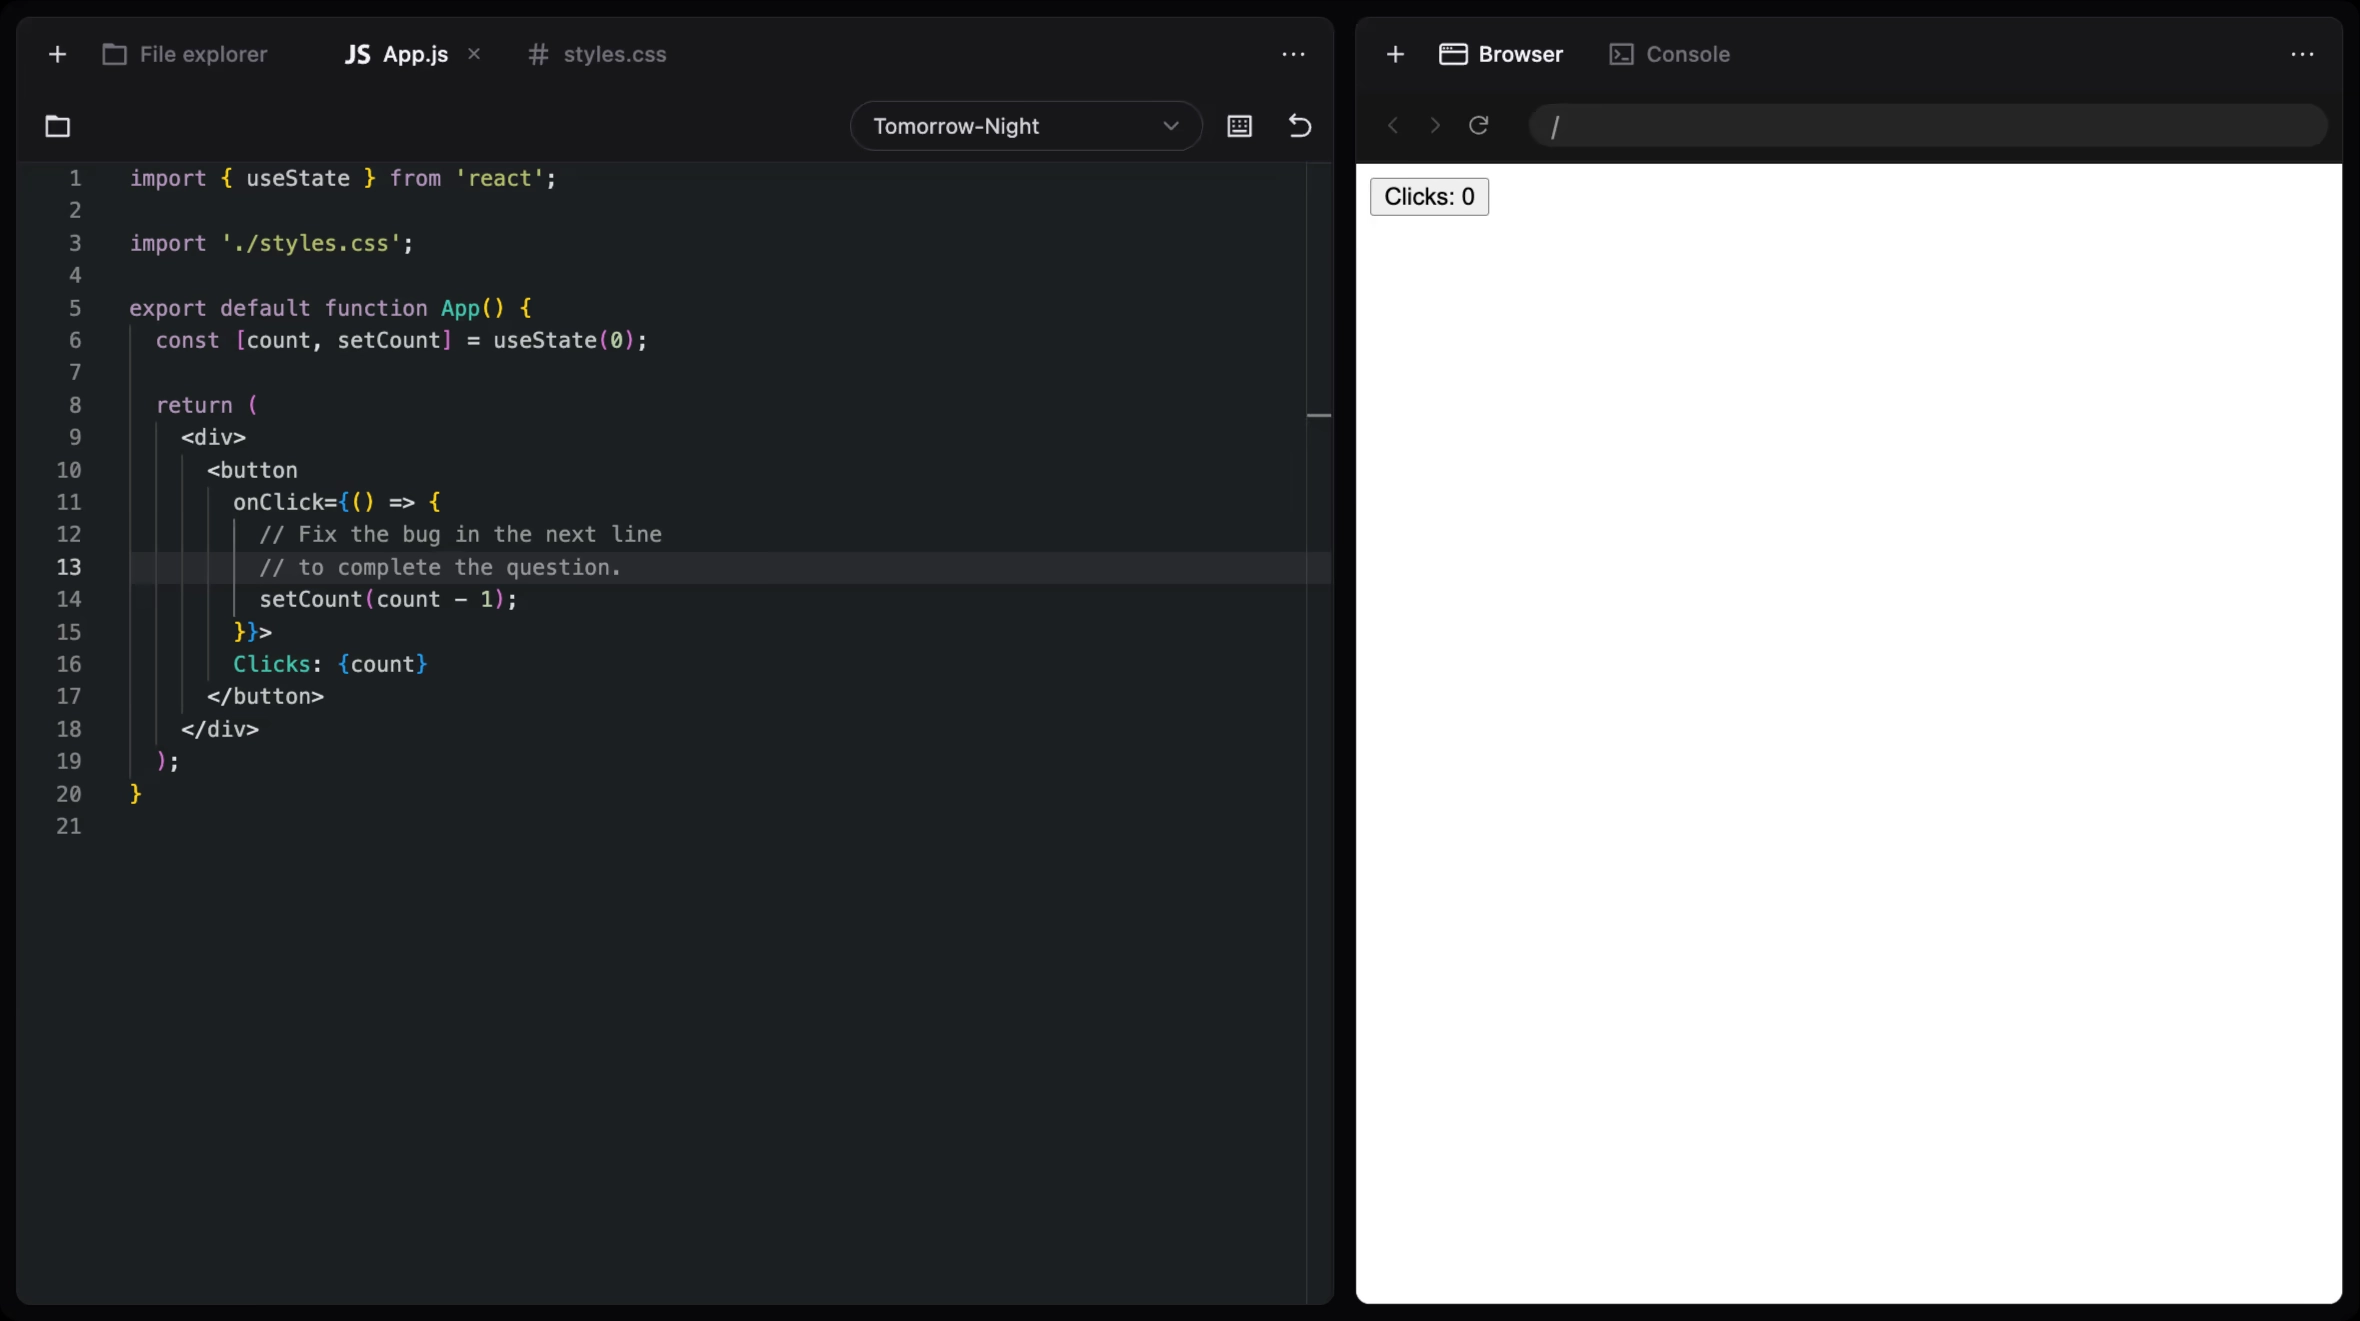 File explorer
JS App.js
# styles.css
Tomorrow-Night
1 import { useState } from 'react';
2
3 import './styles.css';
4
5 export default function App() {
6 const [count, setCount] = useState(0);
7
8 return (
9 <div>
10 <button
11 onClick={() => {
12 // Fix the bug in the next line
13 // to complete the question.
14 setCount(count - 1);
15 }}>
16 Clicks: {count}
17 </button>
18 </div>
19 );
20 }
21
Browser
Console
/
Clicks: 0